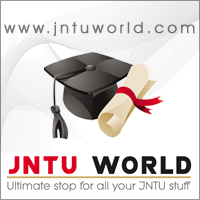 www.jntuworld.com
JNTU WORLD
Ultimate stop for all your JNTU stuff